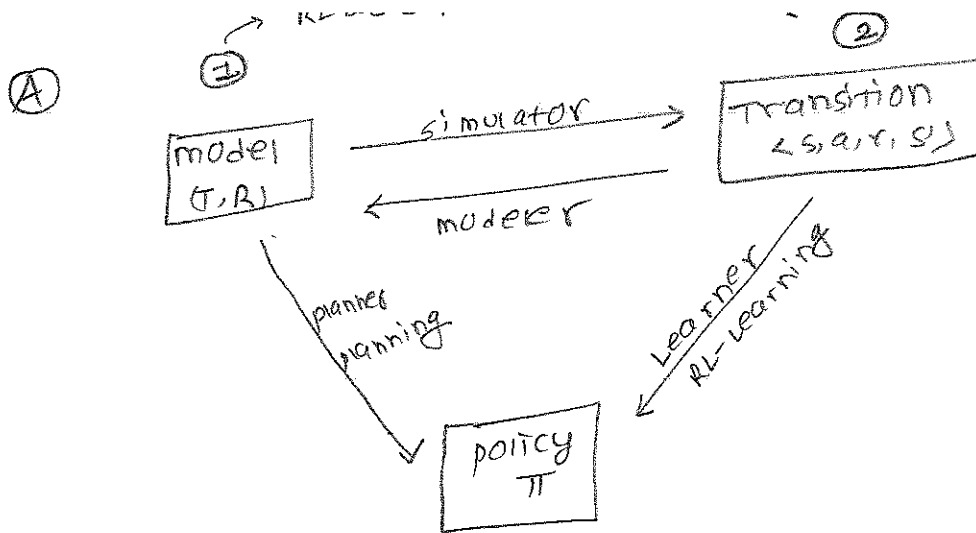 2
1
A
simulator
Transition
<s, a, r, s'>
model
(T, R)
modeler
planner
planning
Learner
RL-Learning
policy
π